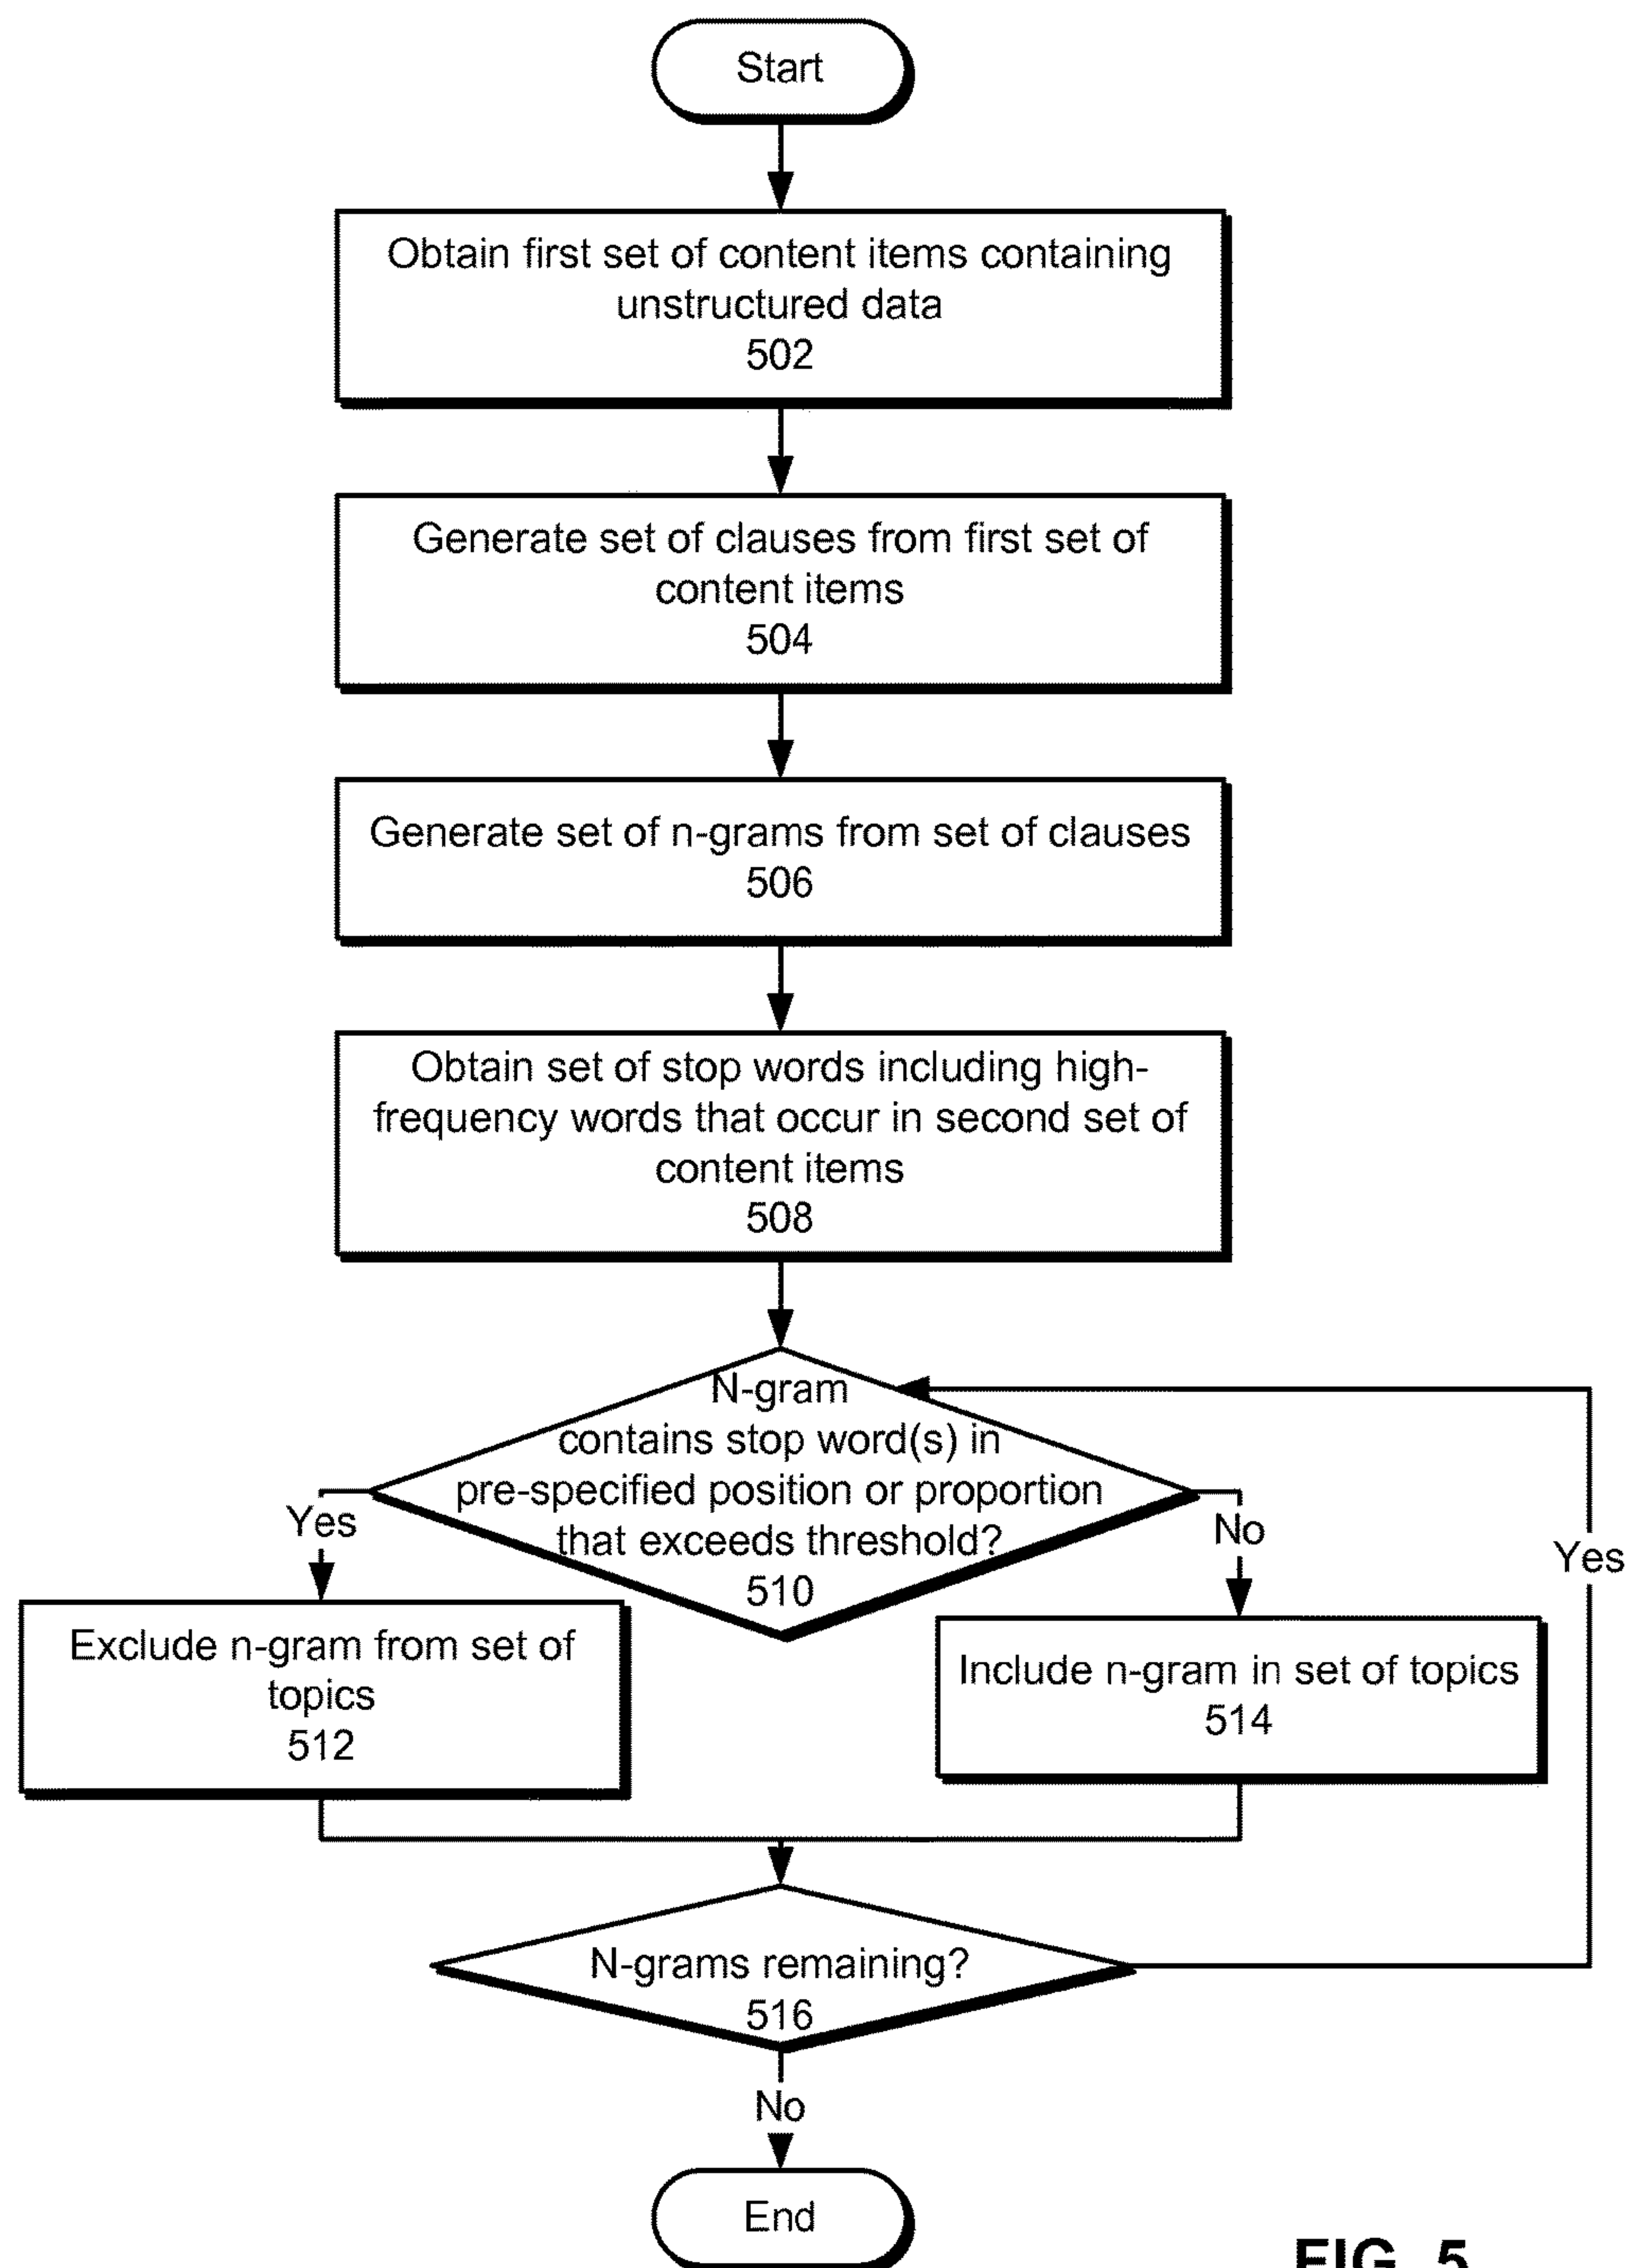 Start
Obtain first set of content items containing
unstructured data
502
Generate set of clauses from first set of
content items
504
Generate set of n-grams from set of clauses
506
Obtain set of stop words including high-
frequency words that occur in second set of
content items
508
N-gram
contains stop word(s) in
pre-specified position or proportion
that exceeds threshold?
510
Yes
No
Yes
Exclude n-gram from set of
topics
512
Include n-gram in set of topics
514
N-grams remaining?
516
No
End
FIG. 5